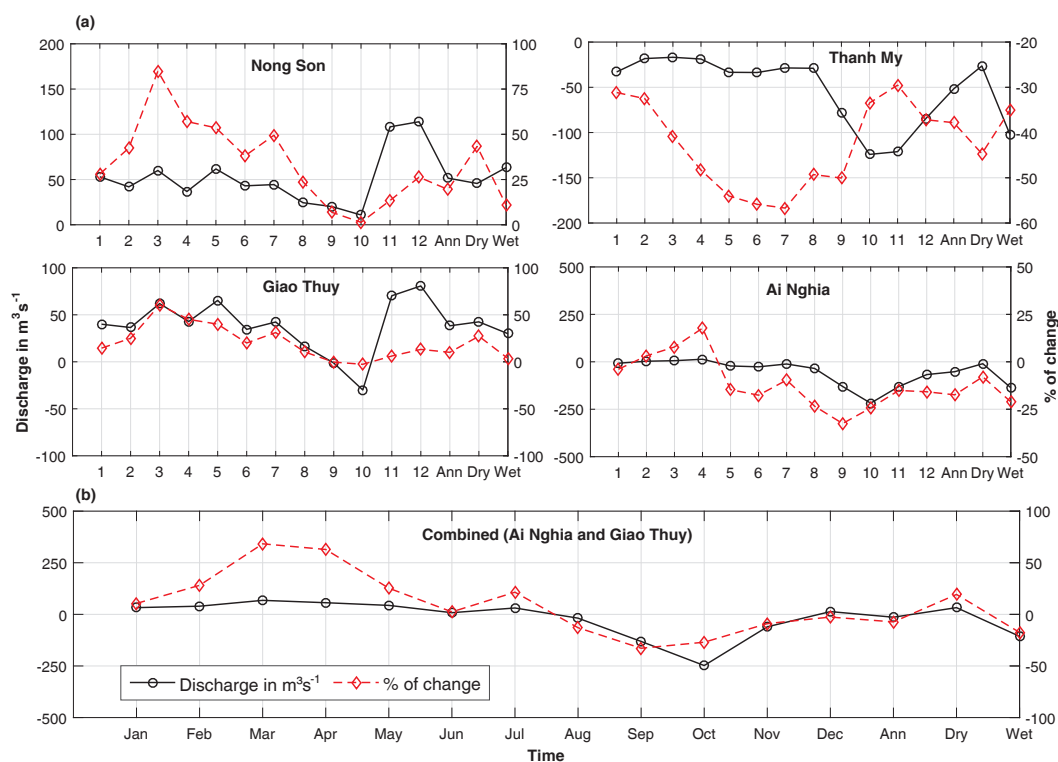 (a)
Nong Son
200
150
100
50
0
100
75
50
25
0
1 2 3 4 5 6 7 8 9 10 11 12 Ann Dry Wet
Thanh My
0
-50
-100
-150
-200
-20
-30
-40
-50
-60
1 2 3 4 5 6 7 8 9 10 11 12 Ann Dry Wet
Giao Thuy
100
50
0
-50
-100
100
50
0
50
-100
1 2 3 4 5 6 7 8 9 10 11 12 Ann Dry Wet
Ai Nghia
500
250
0
-250
-500
50
25
0
-25
-50
1 2 3 4 5 6 7 8 9 10 11 12 Ann Dry Wet
Discharge in m³s⁻¹
% of change
(b)
Combined (Ai Nghia and Giao Thuy)
500
250
0
-250
-500
100
50
0
-50
-100
Discharge in m³s⁻¹
% of change
Jan Feb Mar Apr May Jun Jul Aug Sep Oct Nov Dec Ann Dry Wet
Time